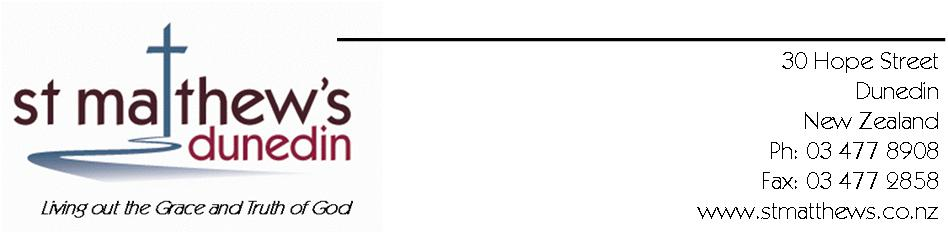 st matthew's
dunedin
Living out the Grace and Truth of God
30 Hope Street
Dunedin
New Zealand
Ph: 03 477 8908
Fax: 03 477 2858
www.stmatthews.co.nz